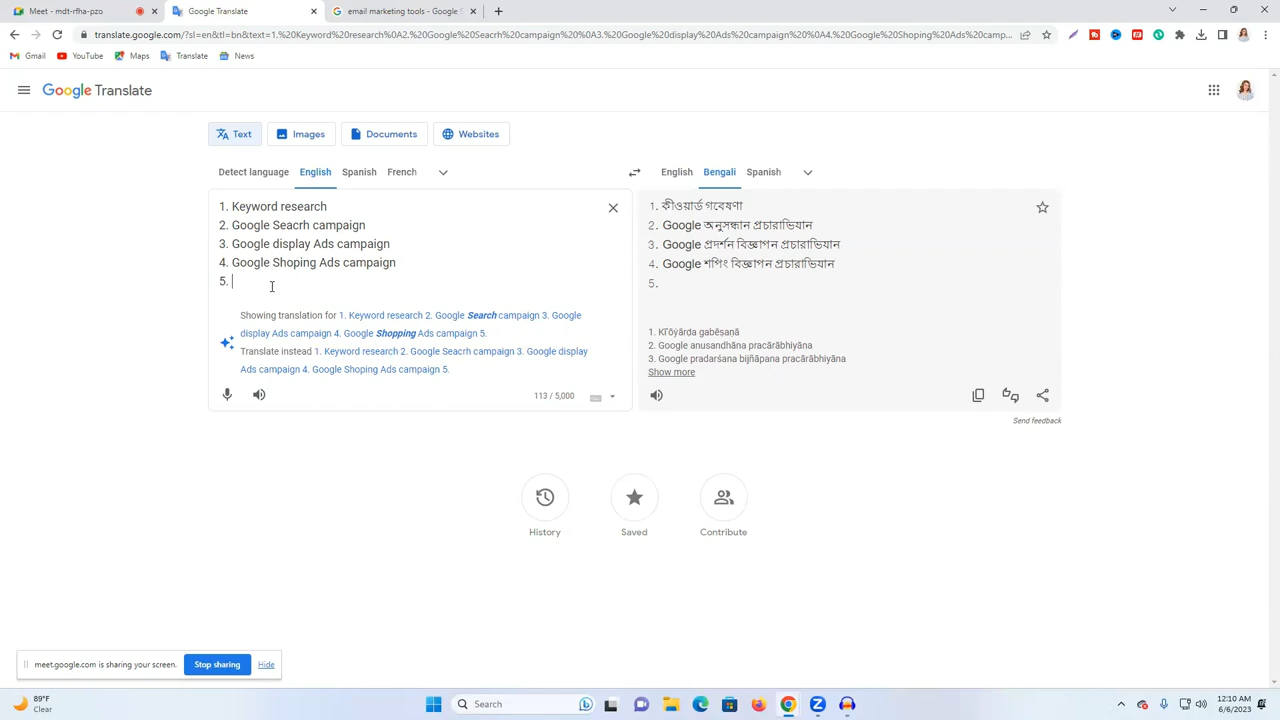 Meet - mdt-rfha-pzo
Google Translate
email marketing tools - Google S
translate.google.com/?sl=en&tl=bn&text=1.%20Keyword%20research%0A2.%20Google%20Seacrh%20campaign%20%0A3.%20Google%20display%20Ads%20campaign%20%0A4.%20Google%20Shoping%20Ads%20camp...
Gmail YouTube Maps Translate News
Google Translate
Text Images Documents Websites
Detect language English Spanish French English Bengali Spanish
1. Keyword research
2. Google Seacrh campaign
3. Google display Ads campaign
4. Google Shoping Ads campaign
5.
Showing translation for 1. Keyword research 2. Google Search campaign 3. Google
display Ads campaign 4. Google Shopping Ads campaign 5.
Translate instead 1. Keyword research 2. Google Seacrh campaign 3. Google display
Ads campaign 4. Google Shoping Ads campaign 5.
113 / 5,000
1. কীওয়ার্ড গবেষণা
2. Google অনুসন্ধান প্রচারাভিযান
3. Google প্রদর্শন বিজ্ঞাপন প্রচারাভিযান
4. Google শপিং বিজ্ঞাপন প্রচারাভিযান
5.
1. Kī'ōẏārḍa gabēṣaṇā
2. Google anusandhāna pracārābhiyāna
3. Google pradarśana bijñāpana pracārābhiyāna
Show more
Send feedback
History Saved Contribute
meet.google.com is sharing your screen. Stop sharing Hide
89°F
Clear
Search
12:10 AM
6/6/2023